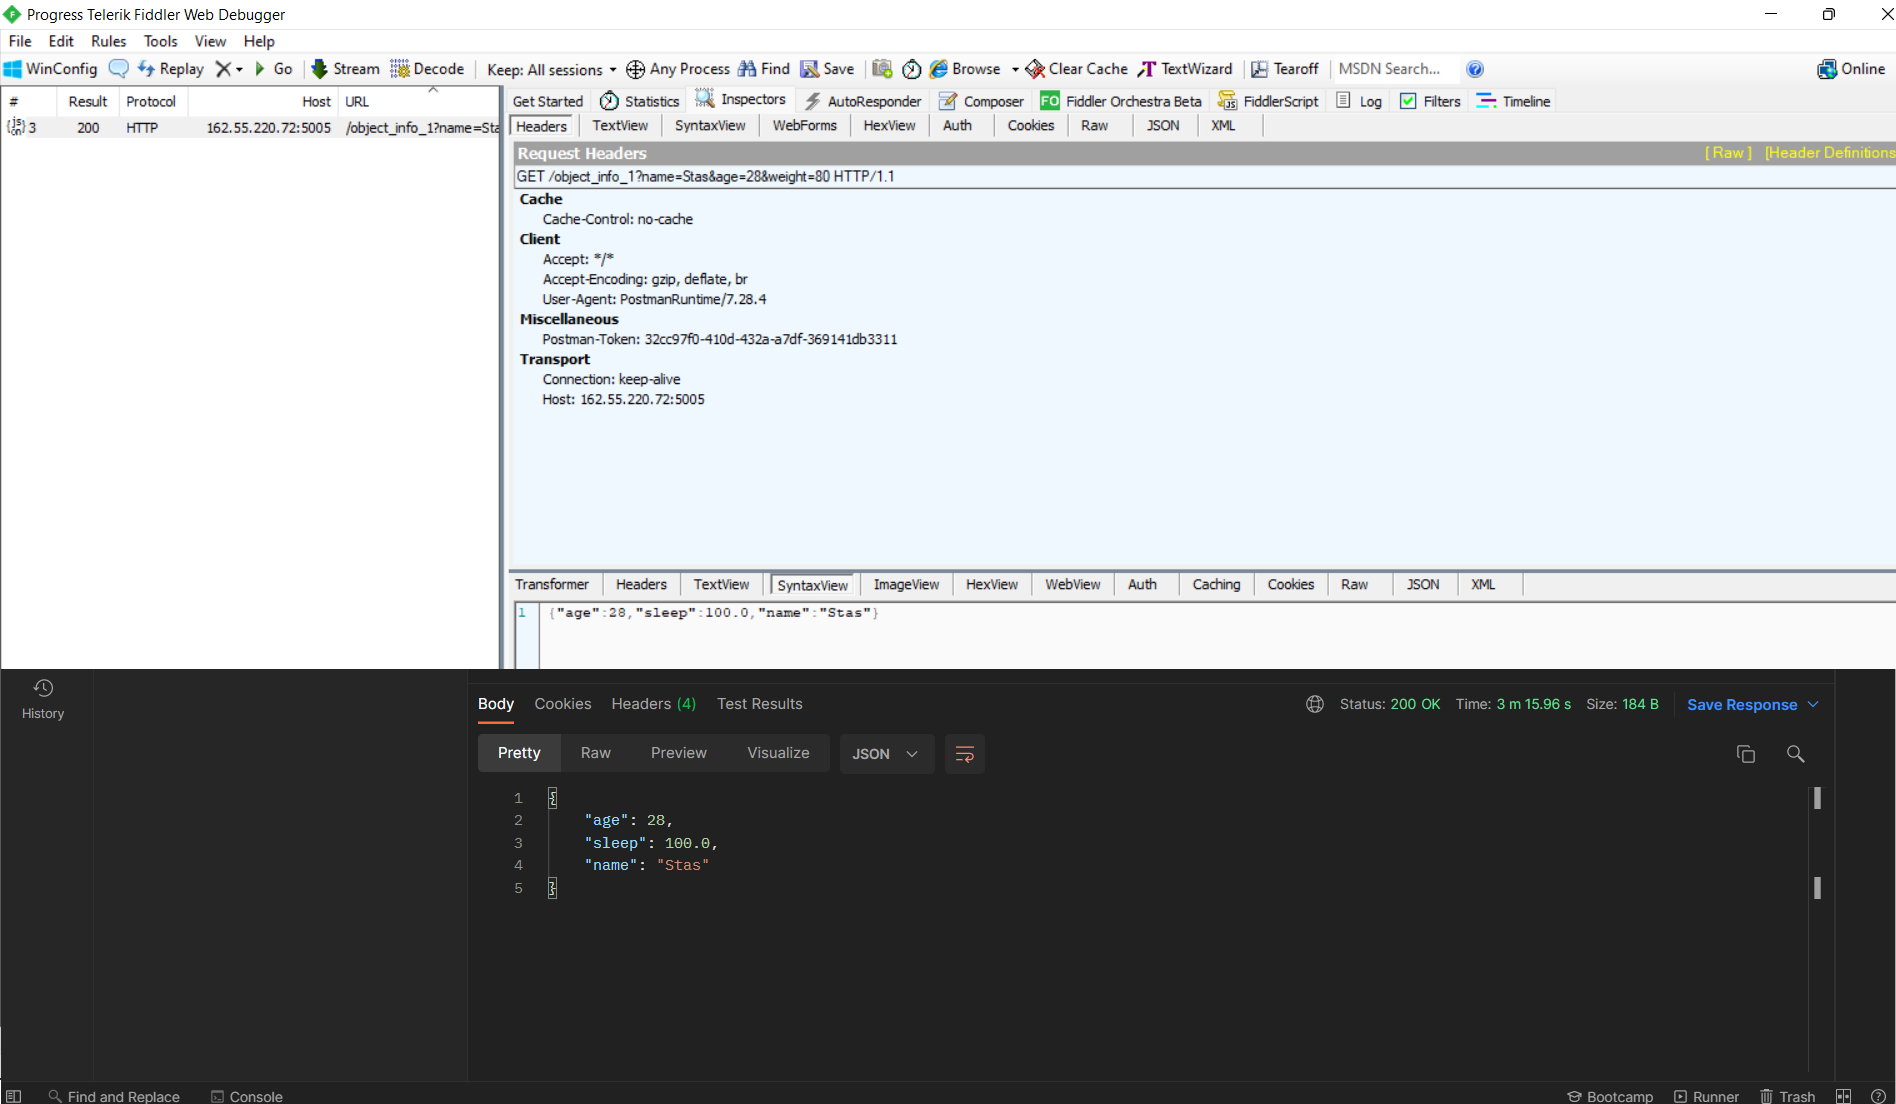 Progress Telerik Fiddler Web Debugger
File Edit Rules Tools View Help
WinConfig Replay Go Stream Decode Keep: All sessions Any Process Find Save Browse Clear Cache TextWizard Tearoff MSDN Search... Online
# Result Protocol Host URL
3 200 HTTP 162.55.220.72:5005 /object_info_1?name=Sta
Get Started Statistics Inspectors AutoResponder Composer FO Fiddler Orchestra Beta FiddlerScript Log Filters Timeline
Headers TextView SyntaxView WebForms HexView Auth Cookies Raw JSON XML
Request Headers [ Raw ] [Header Definitions
GET /object_info_1?name=Stas&age=28&weight=80 HTTP/1.1
Cache
Cache-Control: no-cache
Client
Accept: */*
Accept-Encoding: gzip, deflate, br
User-Agent: PostmanRuntime/7.28.4
Miscellaneous
Postman-Token: 32cc97f0-410d-432a-a7df-369141db3311
Transport
Connection: keep-alive
Host: 162.55.220.72:5005
Transformer Headers TextView SyntaxView ImageView HexView WebView Auth Caching Cookies Raw JSON XML
1 {"age":28,"sleep":100.0,"name":"Stas"}
History
Body Cookies Headers (4) Test Results Status: 200 OK Time: 3 m 15.96 s Size: 184 B Save Response
Pretty Raw Preview Visualize JSON
1 {
2 "age": 28,
3 "sleep": 100.0,
4 "name": "Stas"
5 }
Find and Replace Console Bootcamp Runner Trash